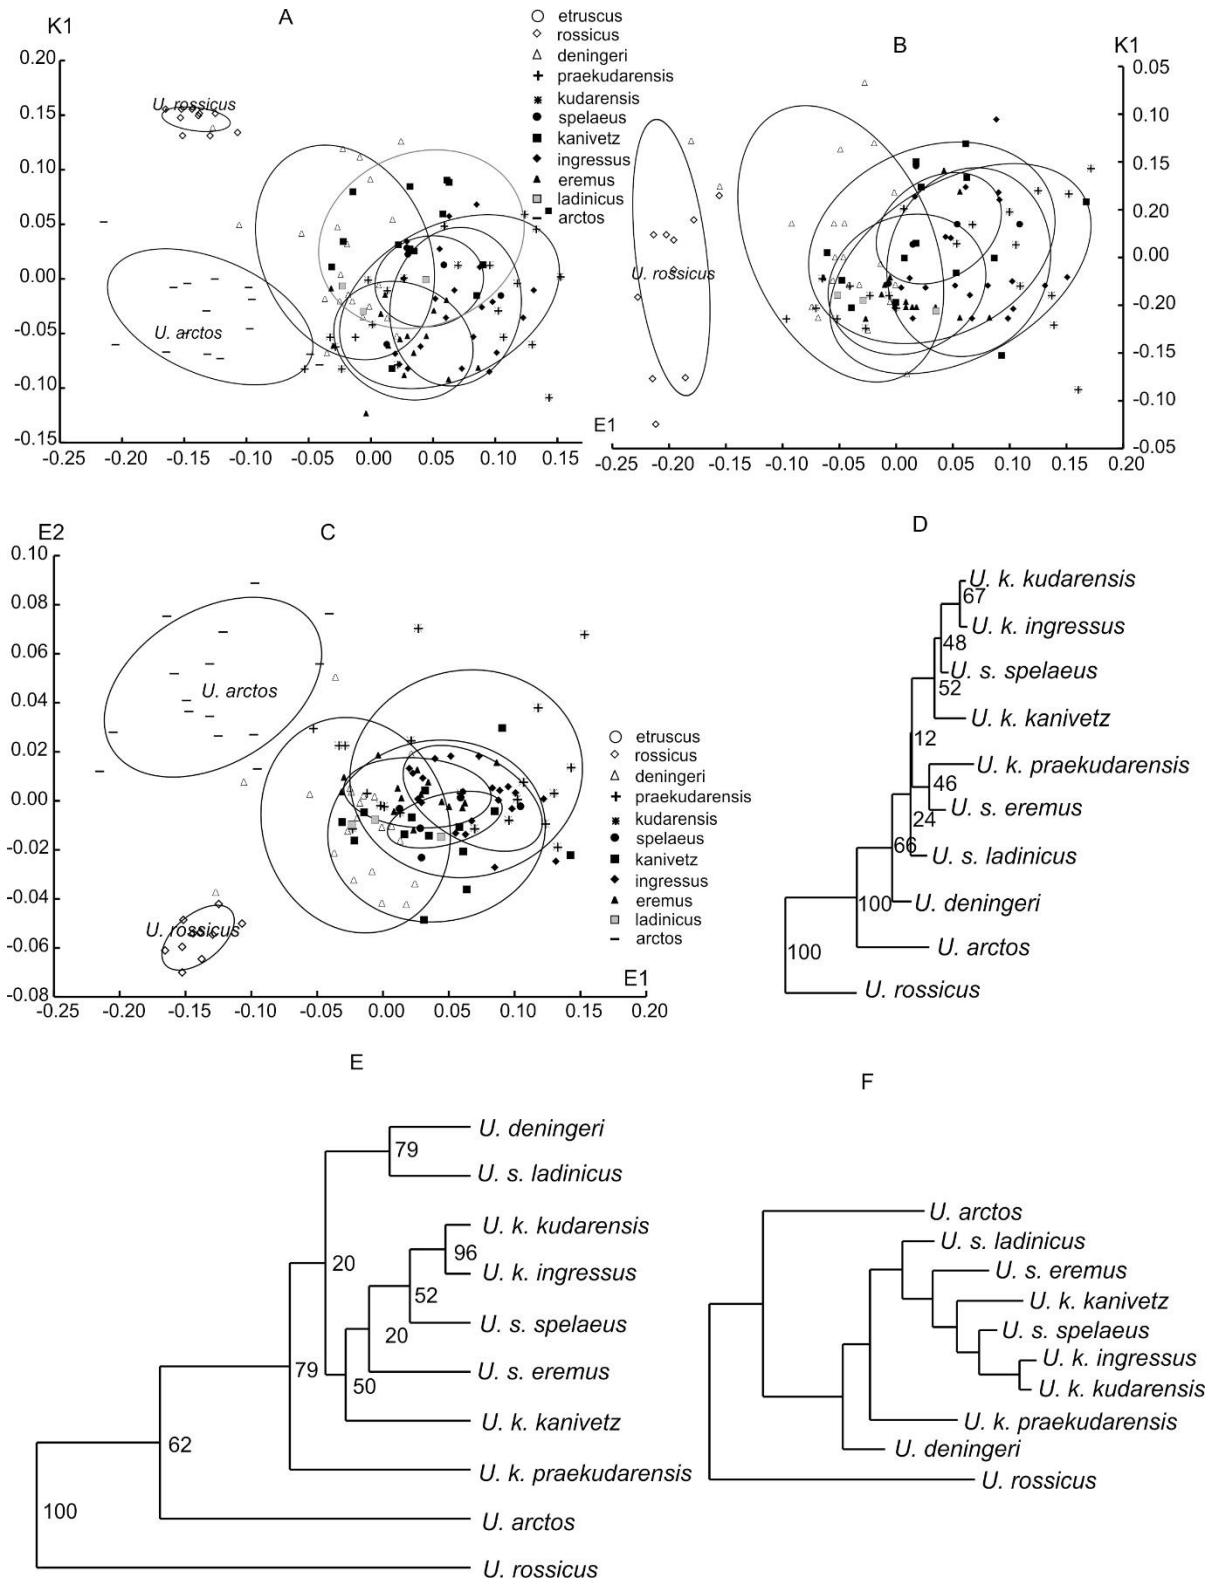 A
K1
0.20
0.15
0.10
0.05
0.00
-0.05
-0.10
-0.15
-0.25 -0.20 -0.15 -0.10 -0.05 0.00 0.05 0.10 0.15
U. rossicus
U. arctos
etruscus
rossicus
deningeri
praekudarensis
kudarensis
spelaeus
kanivetz
ingressus
eremus
ladinicus
arctos
B
K1
0.05
0.10
0.15
0.20
0.00
-0.20
-0.15
-0.10
-0.05
E1
-0.25 -0.20 -0.15 -0.10 -0.05 0.00 0.05 0.10 0.15 0.20
U. rossicus
C
E2
0.10
0.08
0.06
0.04
0.02
0.00
-0.02
-0.04
-0.06
-0.08
-0.25 -0.20 -0.15 -0.10 -0.05 0.00 0.05 0.10 0.15 0.20
E1
U. arctos
U. rossicus
etruscus
rossicus
deningeri
praekudarensis
kudarensis
spelaeus
kanivetz
ingressus
eremus
ladinicus
arctos
D
U. k. kudarensis
67
U. k. ingressus
48
U. s. spelaeus
52
U. k. kanivetz
12
U. k. praekudarensis
46
U. s. eremus
24
66
U. s. ladinicus
100
U. deningeri
U. arctos
100
U. rossicus
E
U. deningeri
79
U. s. ladinicus
U. k. kudarensis
96
20
U. k. ingressus
52
U. s. spelaeus
20
U. s. eremus
79
50
U. k. kanivetz
62
U. k. praekudarensis
100
U. arctos
U. rossicus
F
U. arctos
U. s. ladinicus
U. s. eremus
U. k. kanivetz
U. s. spelaeus
U. k. ingressus
U. k. kudarensis
U. k. praekudarensis
U. deningeri
U. rossicus